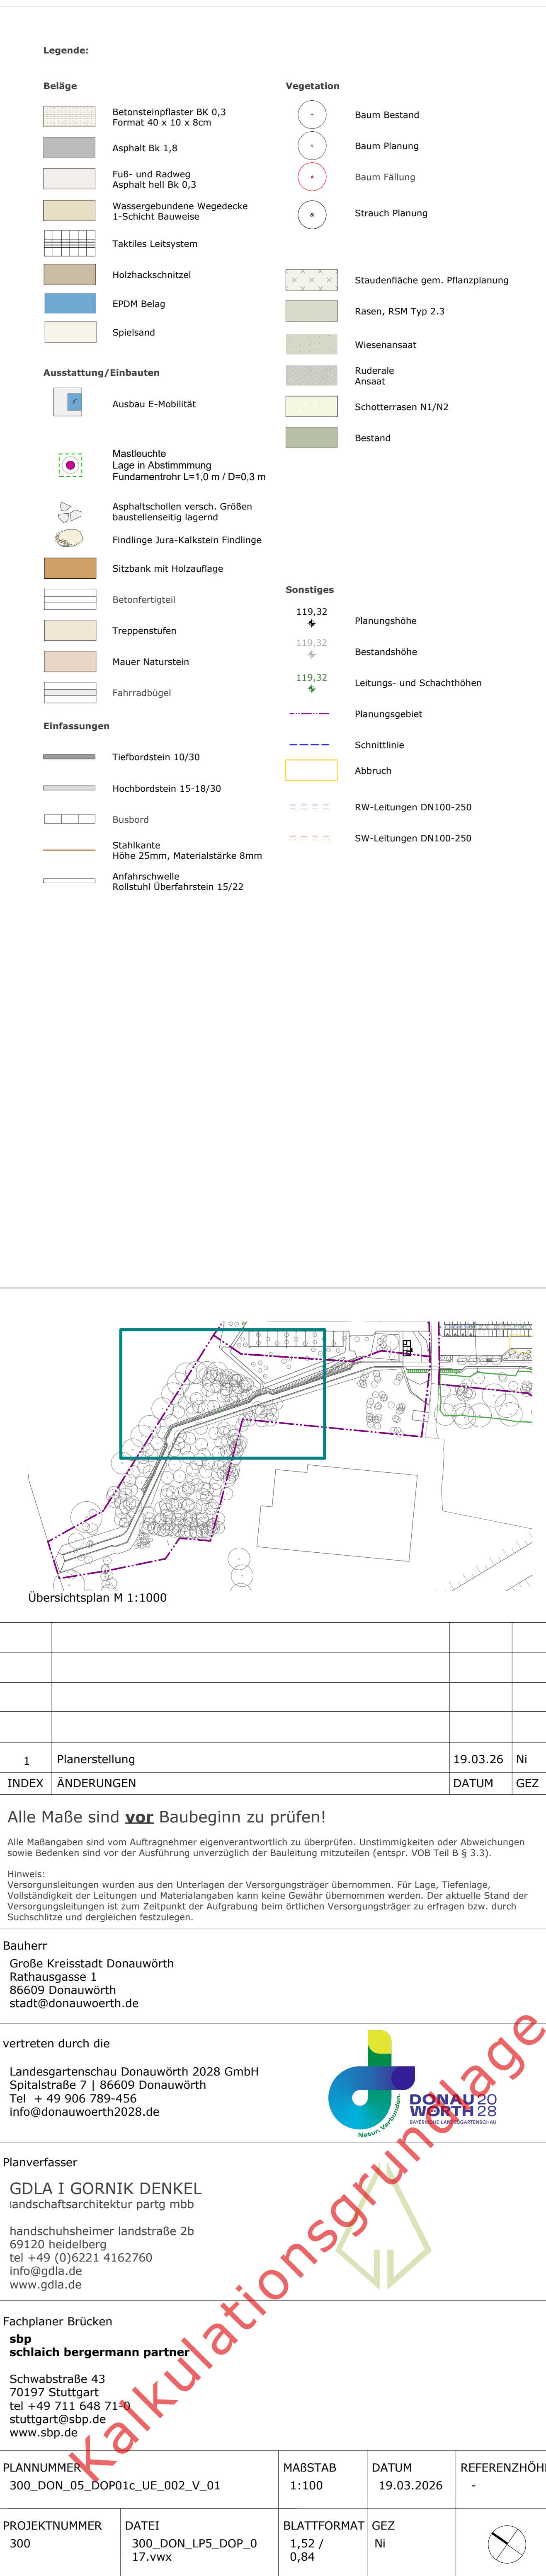 Legende:
Beläge
Betonsteinpflaster BK 0,3
Format 40 x 10 x 8cm
Asphalt Bk 1,8
Fuß- und Radweg
Asphalt hell Bk 0,3
Wassergebundene Wegedecke
1-Schicht Bauweise
Taktiles Leitsystem
Holzhackschnitzel
EPDM Belag
Spielsand
Ausstattung/Einbauten
Ausbau E-Mobilität
Mastleuchte
Lage in Abstimmmung
Fundamentrohr L=1,0 m / D=0,3 m
Asphaltschollen versch. Größen
baustellenseitig lagernd
Findlinge Jura-Kalkstein Findlinge
Sitzbank mit Holzauflage
Betonfertigteil
Treppenstufen
Mauer Naturstein
Fahrradbügel
Einfassungen
Tiefbordstein 10/30
Hochbordstein 15-18/30
Busbord
Stahlkante
Höhe 25mm, Materialstärke 8mm
Anfahrschwelle
Rollstuhl Überfahrstein 15/22
Vegetation
Baum Bestand
Baum Planung
Baum Fällung
Strauch Planung
Staudenfläche gem. Pflanzplanung
Rasen, RSM Typ 2.3
Wiesenansaat
Ruderale
Ansaat
Schotterrasen N1/N2
Bestand
Sonstiges
119,32
Planungshöhe
119,32
Bestandshöhe
119,32
Leitungs- und Schachthöhen
Planungsgebiet
Schnittlinie
Abbruch
RW-Leitungen DN100-250
SW-Leitungen DN100-250
Übersichtsplan M 1:1000
1 Planerstellung 19.03.26 Ni
INDEX ÄNDERUNGEN DATUM GEZ
Alle Maße sind vor Baubeginn zu prüfen!
Alle Maßangaben sind vom Auftragnehmer eigenverantwortlich zu überprüfen. Unstimmigkeiten oder Abweichungen
sowie Bedenken sind vor der Ausführung unverzüglich der Bauleitung mitzuteilen (entspr. VOB Teil B § 3.3).
Hinweis:
Versorgunsleitungen wurden aus den Unterlagen der Versorgungsträger übernommen. Für Lage, Tiefenlage,
Vollständigkeit der Leitungen und Materialangaben kann keine Gewähr übernommen werden. Der aktuelle Stand der
Versorgungsleitungen ist zum Zeitpunkt der Aufgrabung beim örtlichen Versorgungsträger zu erfragen bzw. durch
Suchschlitze und dergleichen festzulegen.
Bauherr
Große Kreisstadt Donauwörth
Rathausgasse 1
86609 Donauwörth
stadt@donauwoerth.de
vertreten durch die
Landesgartenschau Donauwörth 2028 GmbH
Spitalstraße 7 | 86609 Donauwörth
Tel + 49 906 789-456
info@donauwoerth2028.de
Natur. Verbunden.
DONAU 20
WÖRTH 28
BAYERISCHE LANDESGARTENSCHAU
Planverfasser
GDLA I GORNIK DENKEL
landschaftsarchitektur partg mbb
handschuhsheimer landstraße 2b
69120 heidelberg
tel +49 (0)6221 4162760
info@gdla.de
www.gdla.de
Fachplaner Brücken
sbp
schlaich bergermann partner
Schwabstraße 43
70197 Stuttgart
tel +49 711 648 71-0
stuttgart@sbp.de
www.sbp.de
Kalkulationsgrundlage
PLANNUMMER MAßSTAB DATUM REFERENZHÖH
300_DON_05_DOP01c_UE_002_V_01 1:100 19.03.2026 -
PROJEKTNUMMER DATEI BLATTFORMAT GEZ
300 300_DON_LP5_DOP_0 1,52 / Ni
17.vwx 0,84